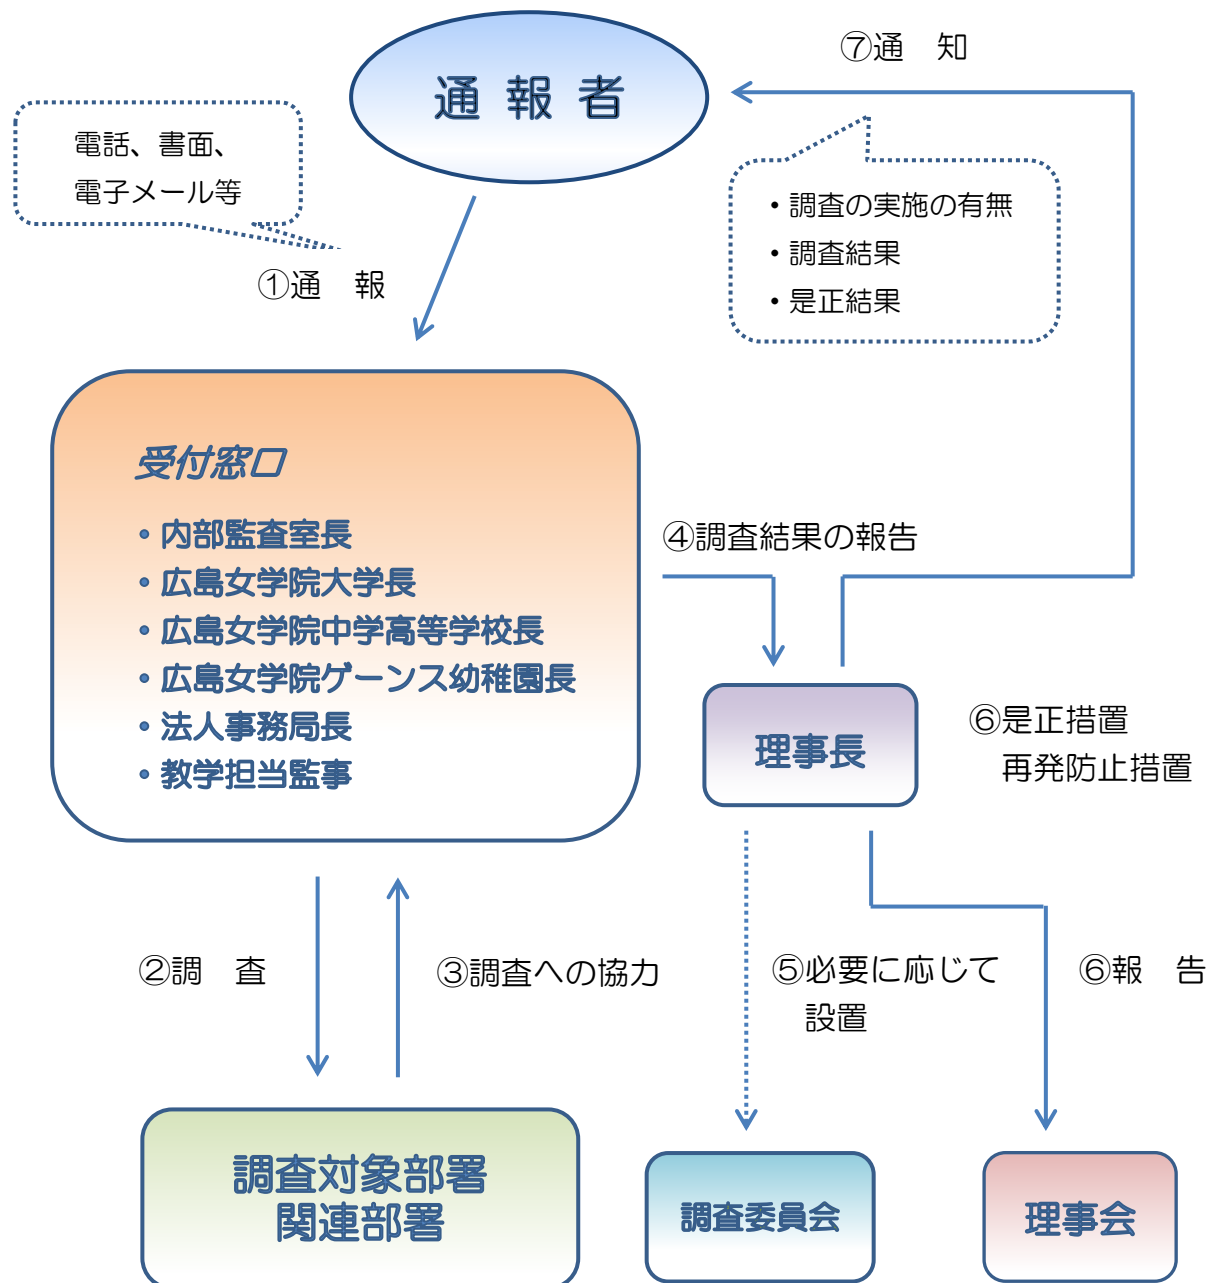 通報者
⑦通　知
電話、書面、
電子メール等
・調査の実施の有無
・調査結果
・是正結果
①通　報
受付窓口
・内部監査室長
・広島女学院大学長
・広島女学院中学高等学校長
・広島女学院ゲーンス幼稚園長
・法人事務局長
・教学担当監事
④調査結果の報告
理事長
⑥是正措置
再発防止措置
②調　査
③調査への協力
⑤必要に応じて
設置
⑥報　告
調査対象部署
関連部署
調査委員会
理事会